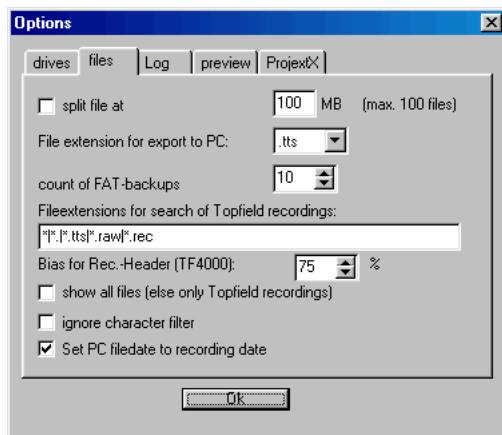 Options
drives files Log preview ProjextX
split file at 100 MB (max. 100 files)
File extension for export to PC: .tts
count of FAT-backups 10
Fileextensions for search of Topfield recordings:
*|*.|*.tts|*.raw|*.rec
Bias for Rec.-Header (TF4000): 75 %
show all files (else only Topfield recordings)
ignore character filter
Set PC filedate to recording date
Ok